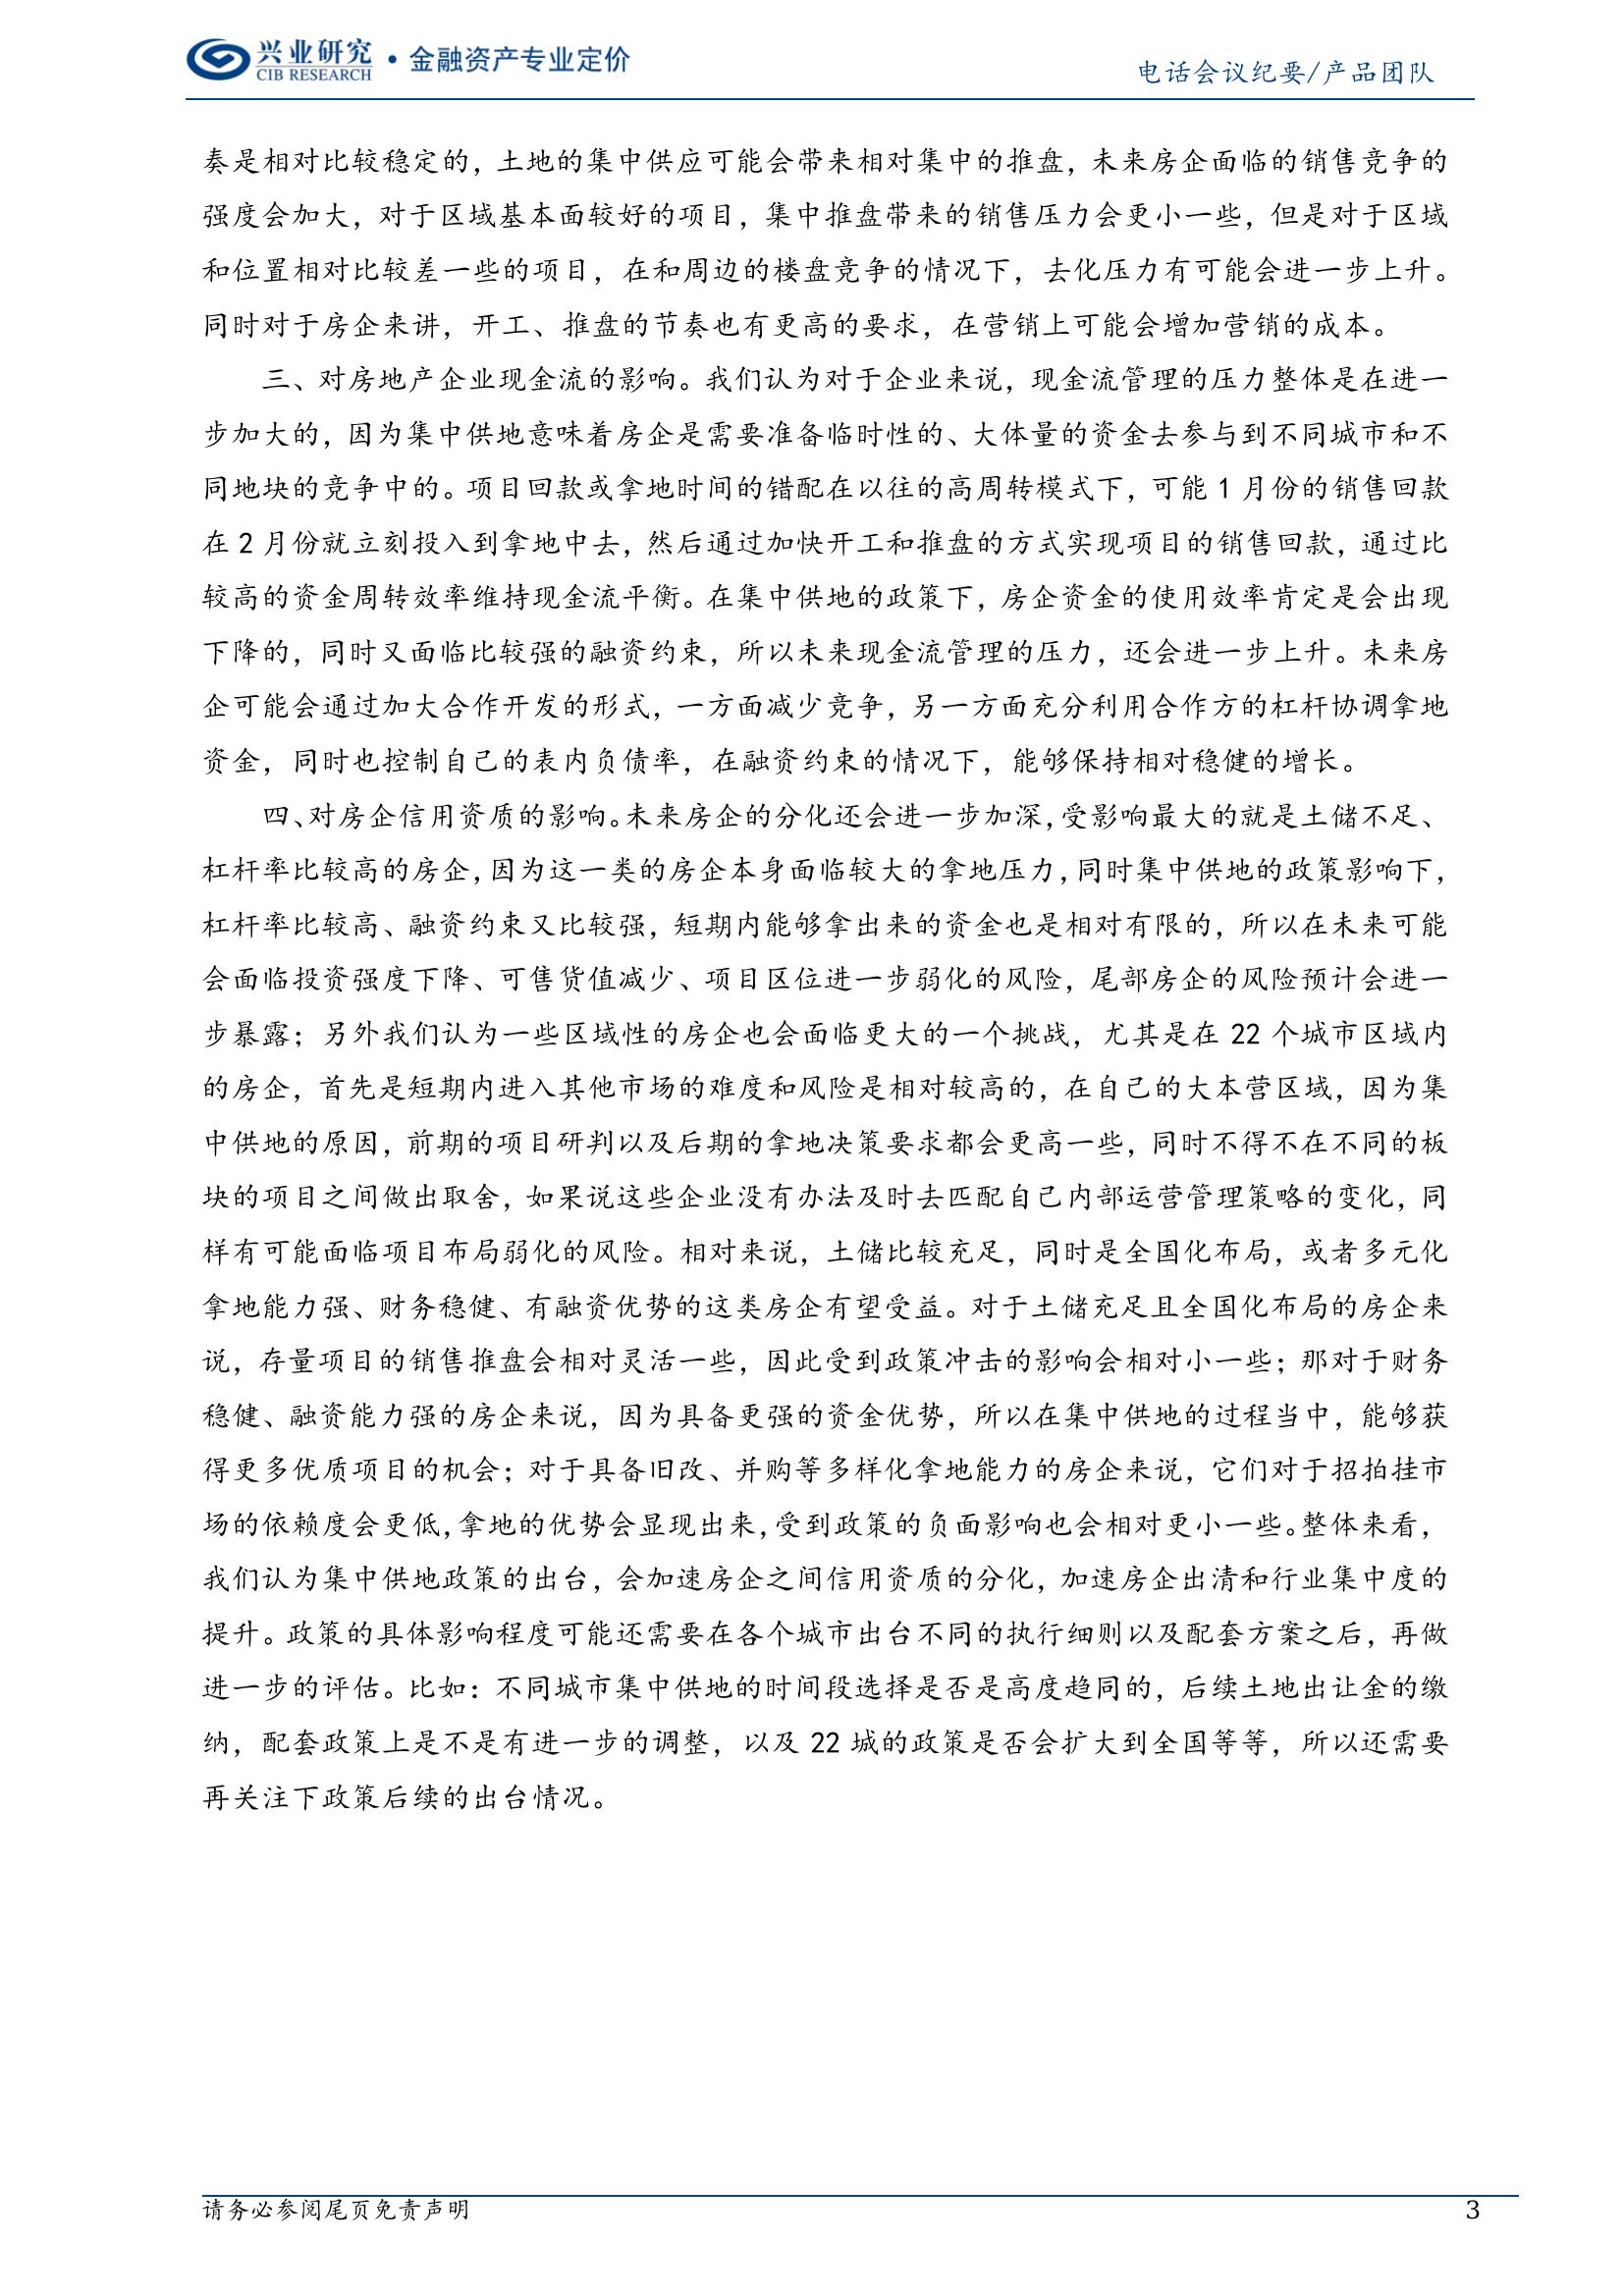 兴业研究
CIB RESEARCH
·金融资产专业定价
电话会议纪要/产品团队
奏是相对比较稳定的，土地的集中供应可能会带来相对集中的推盘，未来房企面临的销售竞争的
强度会加大，对于区域基本面较好的项目，集中推盘带来的销售压力会更小一些，但是对于区域
和位置相对比较差一些的项目，在和周边的楼盘竞争的情况下，去化压力有可能会进一步上升。
同时对于房企来讲，开工、推盘的节奏也有更高的要求，在营销上可能会增加营销的成本。
三、对房地产企业现金流的影响。我们认为对于企业来说，现金流管理的压力整体是在进一
步加大的，因为集中供地意味着房企是需要准备临时性的、大体量的资金去参与到不同城市和不
同地块的竞争中的。项目回款或拿地时间的错配在以往的高周转模式下，可能 1 月份的销售回款
在 2 月份就立刻投入到拿地中去，然后通过加快开工和推盘的方式实现项目的销售回款，通过比
较高的资金周转效率维持现金流平衡。在集中供地的政策下，房企资金的使用效率肯定是会出现
下降的，同时又面临比较强的融资约束，所以未来现金流管理的压力，还会进一步上升。未来房
企可能会通过加大合作开发的形式，一方面减少竞争，另一方面充分利用合作方的杠杆协调拿地
资金，同时也控制自己的表内负债率，在融资约束的情况下，能够保持相对稳健的增长。
四、对房企信用资质的影响。未来房企的分化还会进一步加深，受影响最大的就是土储不足、
杠杆率比较高的房企，因为这一类的房企本身面临较大的拿地压力，同时集中供地的政策影响下，
杠杆率比较高、融资约束又比较强，短期内能够拿出来的资金也是相对有限的，所以在未来可能
会面临投资强度下降、可售货值减少、项目区位进一步弱化的风险，尾部房企的风险预计会进一
步暴露；另外我们认为一些区域性的房企也会面临更大的一个挑战，尤其是在 22 个城市区域内
的房企，首先是短期内进入其他市场的难度和风险是相对较高的，在自己的大本营区域，因为集
中供地的原因，前期的项目研判以及后期的拿地决策要求都会更高一些，同时不得不在不同的板
块的项目之间做出取舍，如果说这些企业没有办法及时去匹配自己内部运营管理策略的变化，同
样有可能面临项目布局弱化的风险。相对来说，土储比较充足，同时是全国化布局，或者多元化
拿地能力强、财务稳健、有融资优势的这类房企有望受益。对于土储充足且全国化布局的房企来
说，存量项目的销售推盘会相对灵活一些，因此受到政策冲击的影响会相对小一些；那对于财务
稳健、融资能力强的房企来说，因为具备更强的资金优势，所以在集中供地的过程当中，能够获
得更多优质项目的机会；对于具备旧改、并购等多样化拿地能力的房企来说，它们对于招拍挂市
场的依赖度会更低，拿地的优势会显现出来，受到政策的负面影响也会相对更小一些。整体来看，
我们认为集中供地政策的出台，会加速房企之间信用资质的分化，加速房企出清和行业集中度的
提升。政策的具体影响程度可能还需要在各个城市出台不同的执行细则以及配套方案之后，再做
进一步的评估。比如：不同城市集中供地的时间段选择是否是高度趋同的，后续土地出让金的缴
纳，配套政策上是不是有进一步的调整，以及 22 城的政策是否会扩大到全国等等，所以还需要
再关注下政策后续的出台情况。
请务必参阅尾页免责声明
3